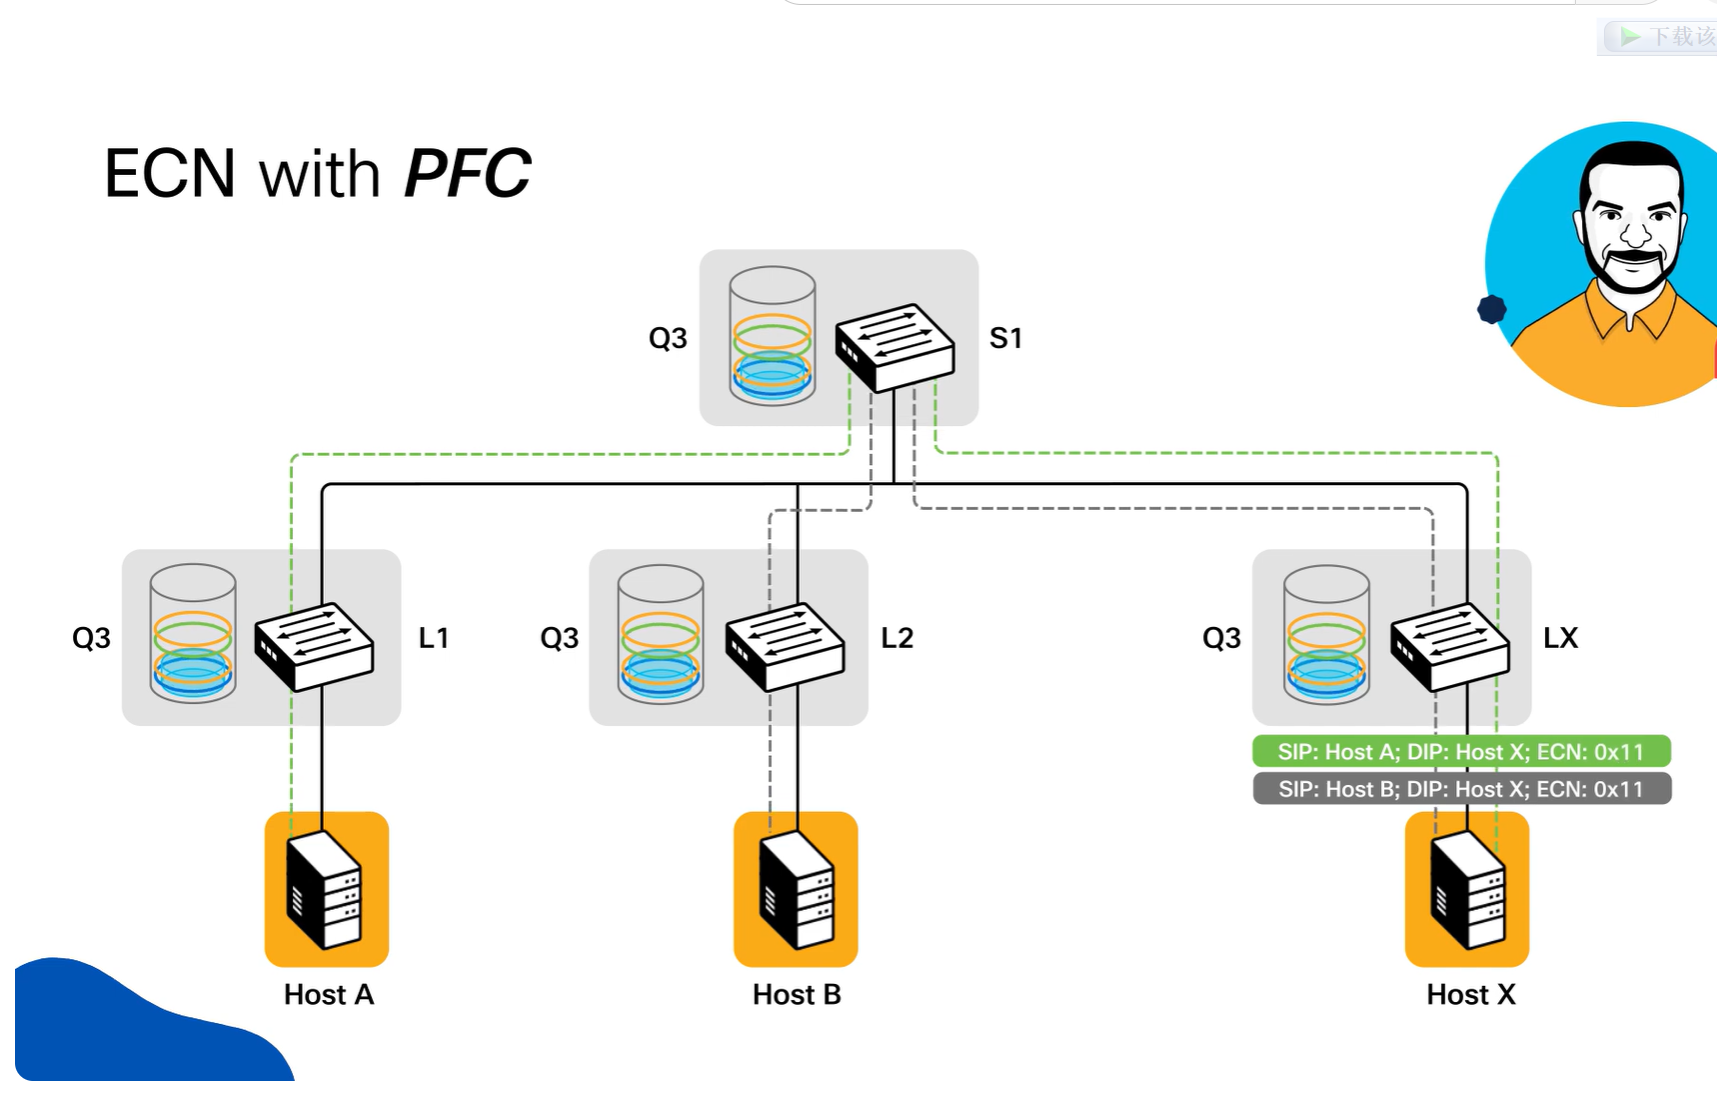 下载该
ECN with PFC
Q3
S1
Q3
L1
Q3
L2
Q3
LX
SIP: Host A; DIP: Host X; ECN: 0x11
SIP: Host B; DIP: Host X; ECN: 0x11
Host A
Host B
Host X